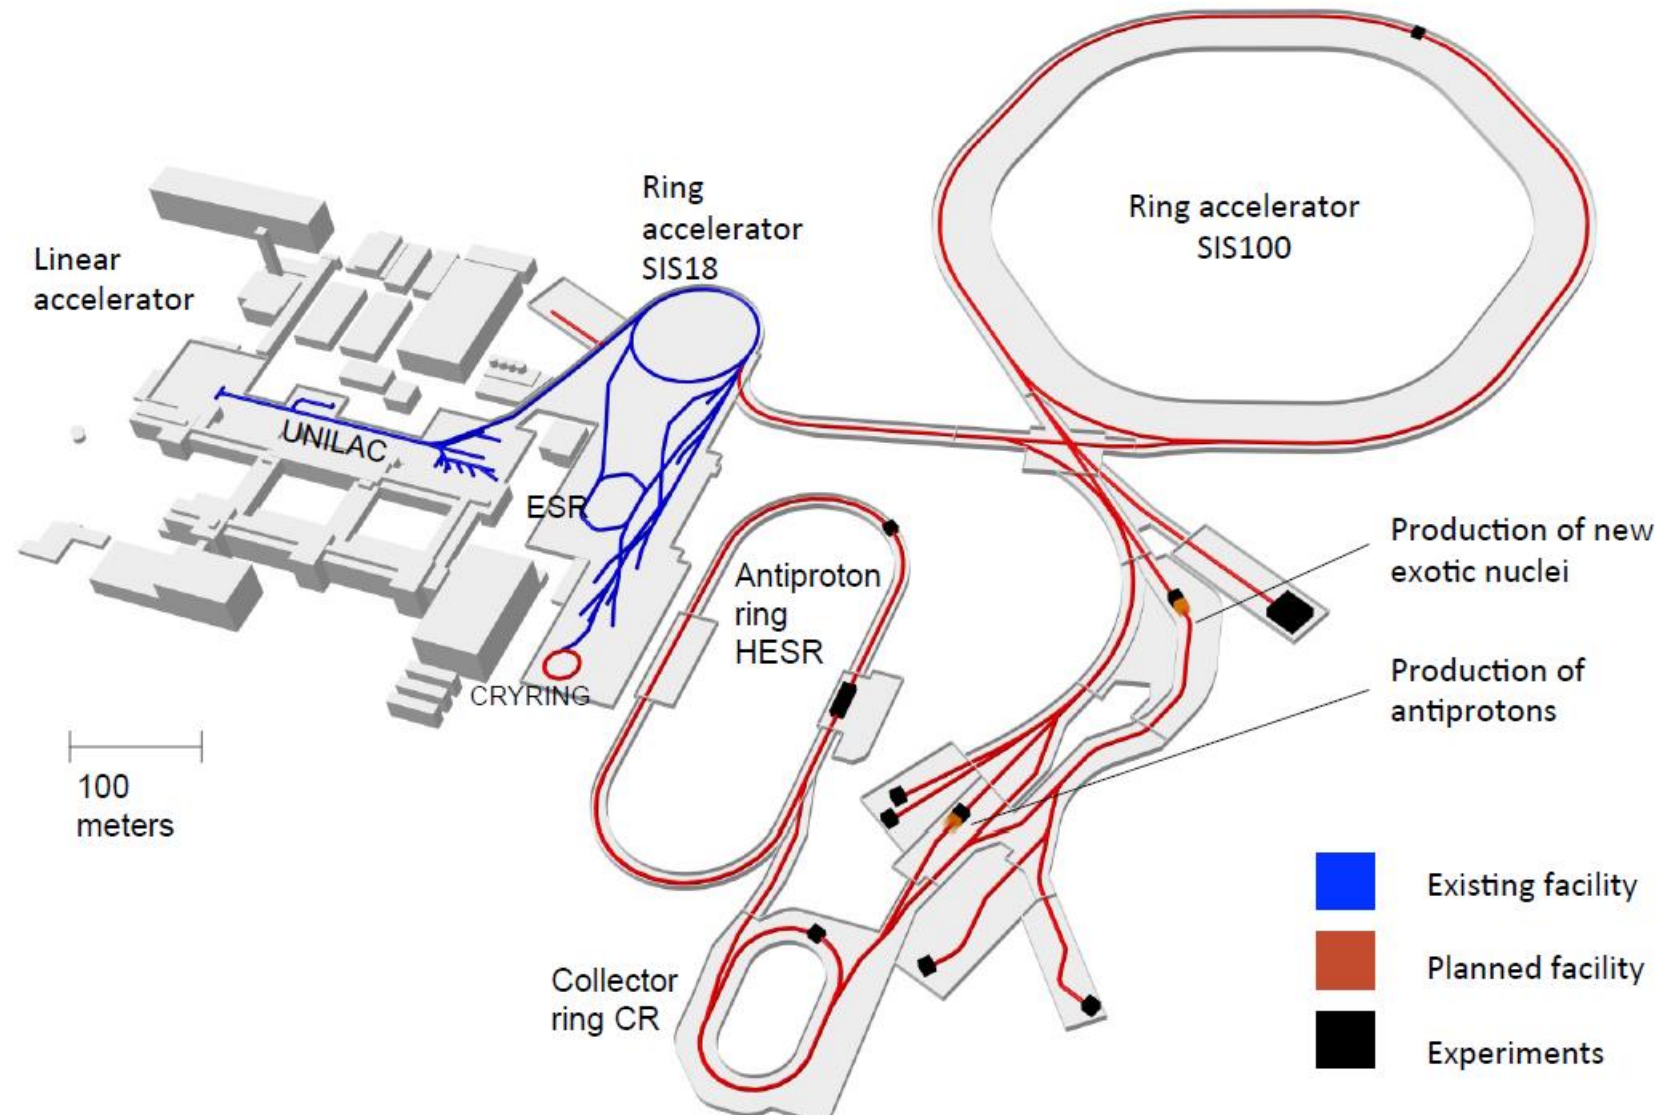 Ring
accelerator
SIS18
Ring accelerator
SIS100
Linear
accelerator
UNILAC
ESR
CRYRING
Antiproton
ring
HESR
Production of new
exotic nuclei
Production of
antiprotons
100
meters
Collector
ring CR
Existing facility
Planned facility
Experiments